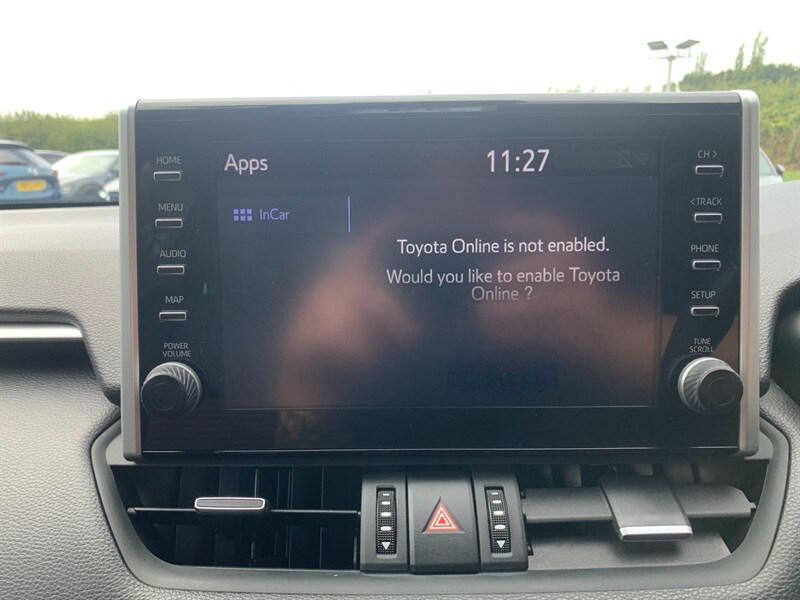 HOME
MENU
AUDIO
MAP
POWER
VOLUME
Apps
11:27
InCar
Toyota Online is not enabled.
Would you like to enable Toyota
Online ?
CH >
< TRACK
PHONE
SETUP
TUNE
SCROLL